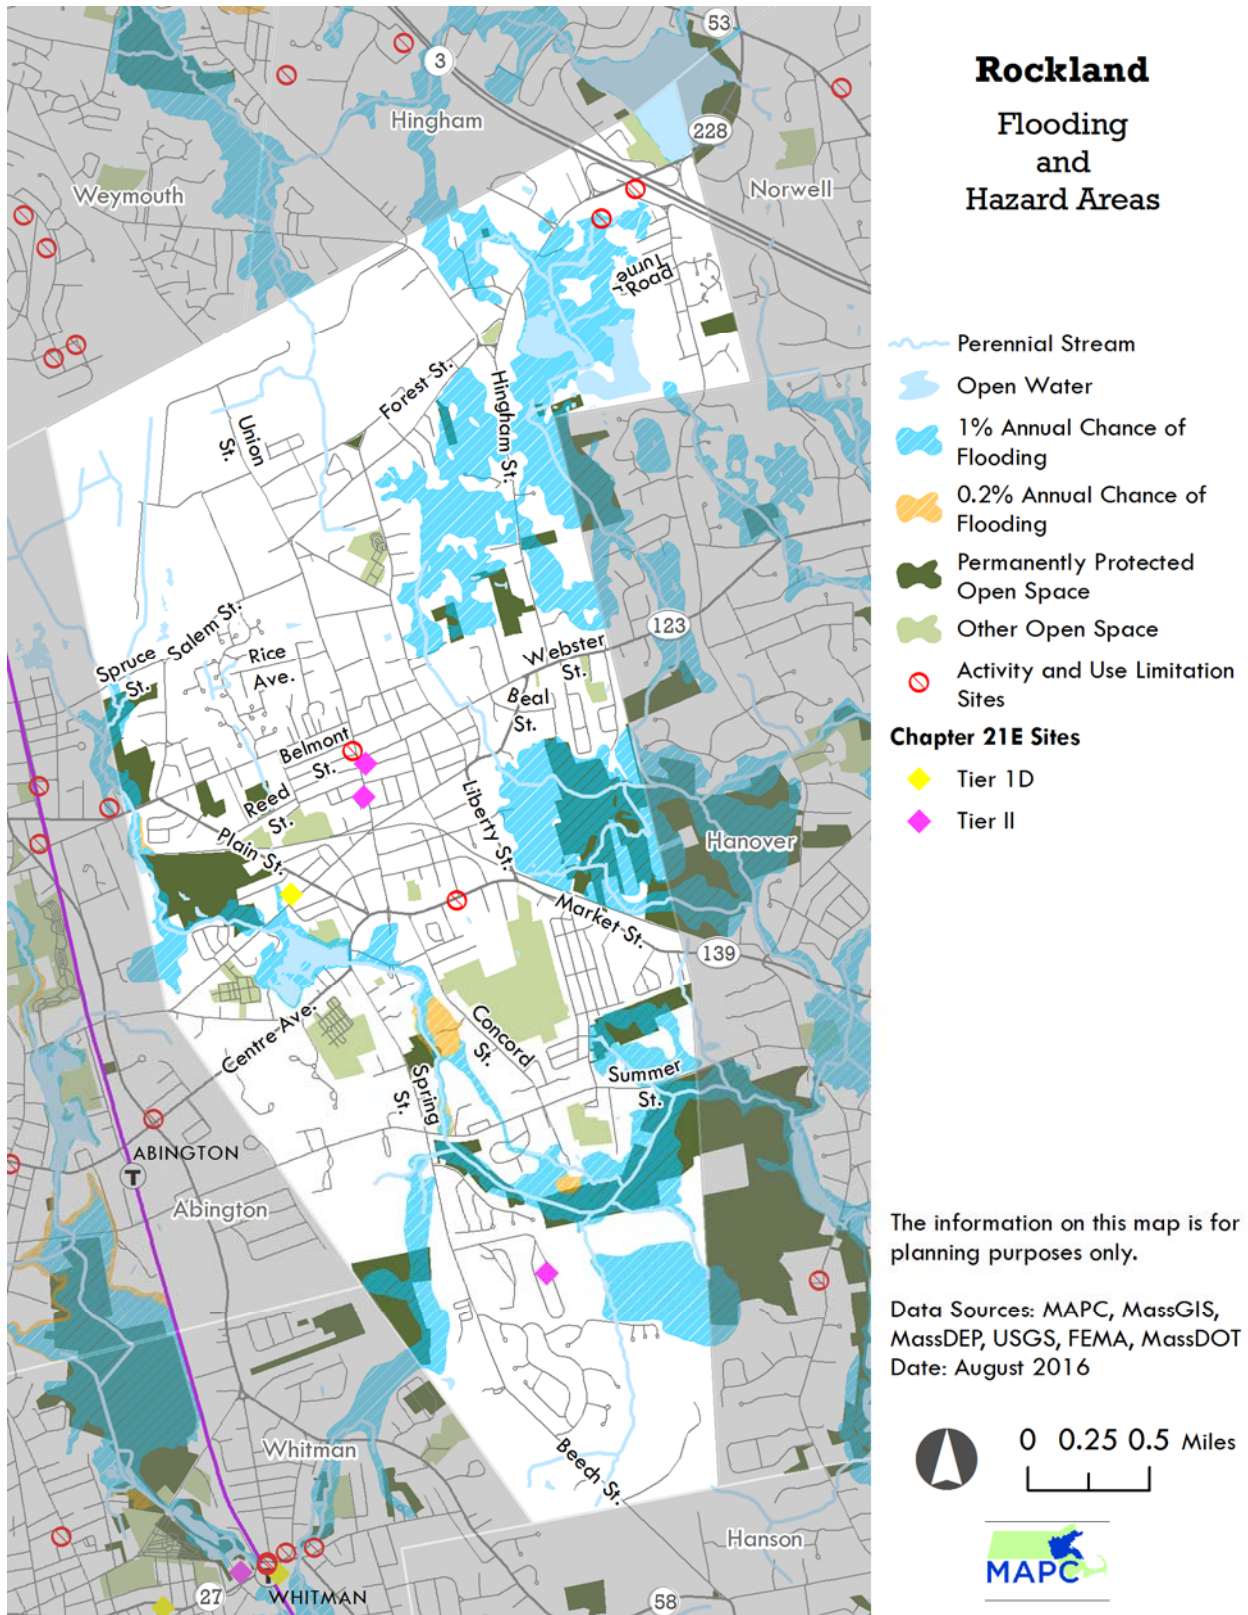 Rockland
Flooding
and
Hazard Areas
Perennial Stream
Open Water
1% Annual Chance of
Flooding
0.2% Annual Chance of
Flooding
Permanently Protected
Open Space
Other Open Space
Activity and Use Limitation
Sites
Chapter 21E Sites
Tier 1D
Tier II
The information on this map is for
planning purposes only.
Data Sources: MAPC, MassGIS,
MassDEP, USGS, FEMA, MassDOT
Date: August 2016
0 0.25 0.5 Miles
MAPC
53
3
Hingham
228
Weymouth
Norwell
Turner
Road
Forest St.
Hingham St.
Union
St.
Salem St.
123
Spruce
St.
Rice
Ave.
Webster
St.
Beal
St.
Belmont
St.
Reed
St.
Liberty St.
Plain St.
Hanover
Market St.
139
Centre Ave.
Concord
St.
Spring
St.
Summer
St.
ABINGTON
T
Abington
Whitman
Beech St.
Hanson
27
WHITMAN
58